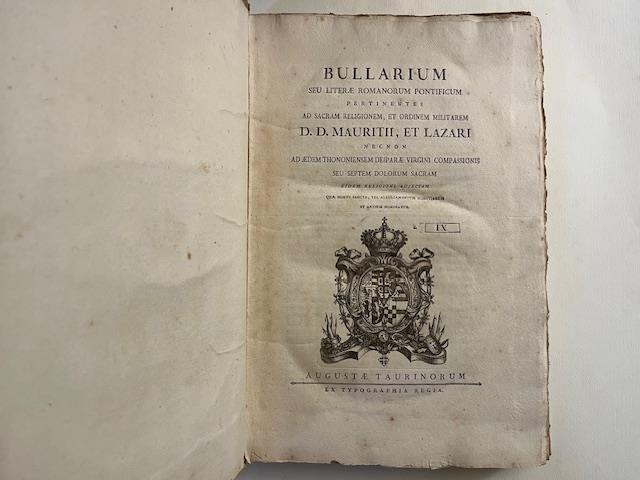 BULLARIUM
SEU LITERÆ ROMANORUM PONTIFICUM
PERTINENTES
AD SACRAM RELIGIONEM, ET ORDINEM MILITAREM
D. D. MAURITII, ET LAZARI
NECNON
AD ÆDEM THONONIENSEM DEIPARÆ VIRGINI COMPASSIONIS
SEU SEPTEM DOLORUM SACRAM
EIDEM RELIGIONI ADJECTAM
IX
AUGUSTÆ TAURINORUM
EX TYPOGRAPHIA REGIA.